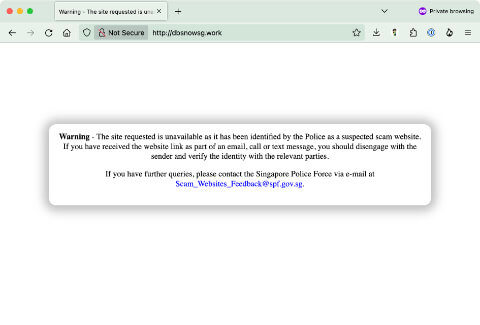 Warning - The site requested is una
Private browsing
Not Secure
http://dbsnowsg.work
Warning - The site requested is unavailable as it has been identified by the Police as a suspected scam website.
If you have received the website link as part of an email, call or text message, you should disengage with the
sender and verify the identity with the relevant parties.
If you have further queries, please contact the Singapore Police Force via e-mail at
Scam_Websites_Feedback@spf.gov.sg.